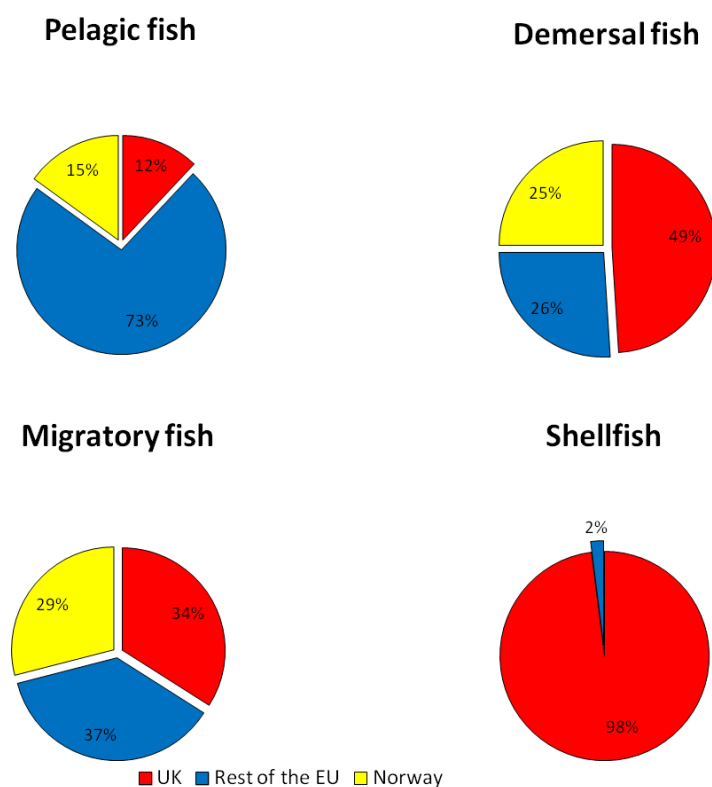 Pelagic fish
15%
12%
73%
Demersal fish
25%
49%
26%
Migratory fish
29%
34%
37%
Shellfish
2%
98%
UK Rest of the EU Norway